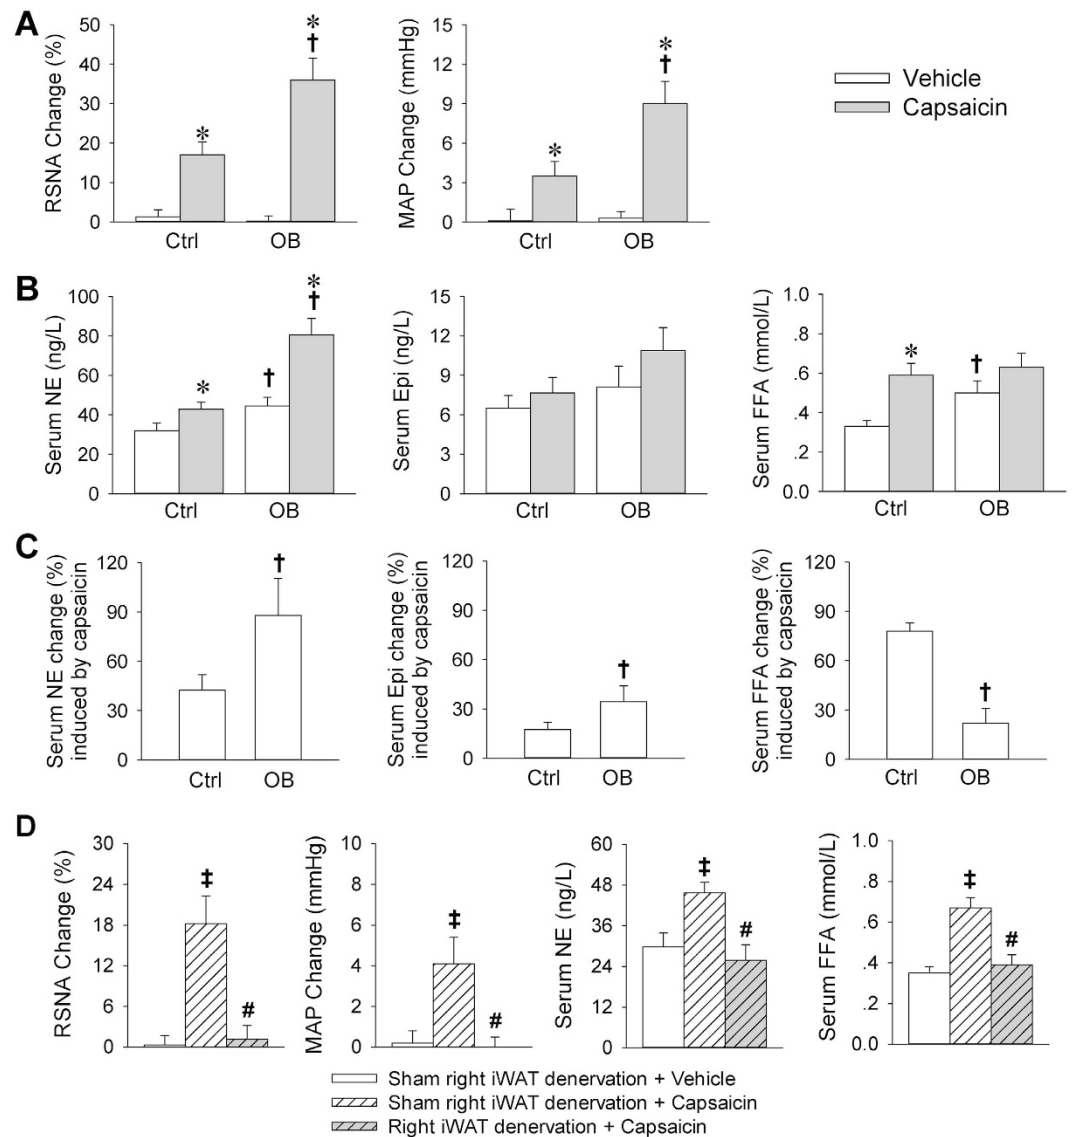 A
RSNA Change (%)
50
40
30
20
10
0
*
*
†
Ctrl
OB
MAP Change (mmHg)
15
12
9
6
3
0
*
*
†
Ctrl
OB
Vehicle
Capsaicin
B
Serum NE (ng/L)
100
80
60
40
20
0
*
†
*
†
Ctrl
OB
Serum Epi (ng/L)
15
12
9
6
3
0
Ctrl
OB
Serum FFA (mmol/L)
1.0
.8
.6
.4
.2
0.0
*
†
Ctrl
OB
C
Serum NE change (%)
induced by capsaicin
120
90
60
30
0
†
Ctrl
OB
Serum Epi change (%)
induced by capsaicin
120
90
60
30
0
†
Ctrl
OB
Serum FFA change (%)
induced by capsaicin
120
90
60
30
0
†
Ctrl
OB
D
RSNA Change (%)
30
24
18
12
6
0
‡
#
MAP Change (mmHg)
10
8
6
4
2
0
‡
#
Serum NE (ng/L)
60
48
36
24
12
0
‡
#
Serum FFA (mmol/L)
1.0
.8
.6
.4
.2
0.0
‡
#
Sham right iWAT denervation + Vehicle
Sham right iWAT denervation + Capsaicin
Right iWAT denervation + Capsaicin